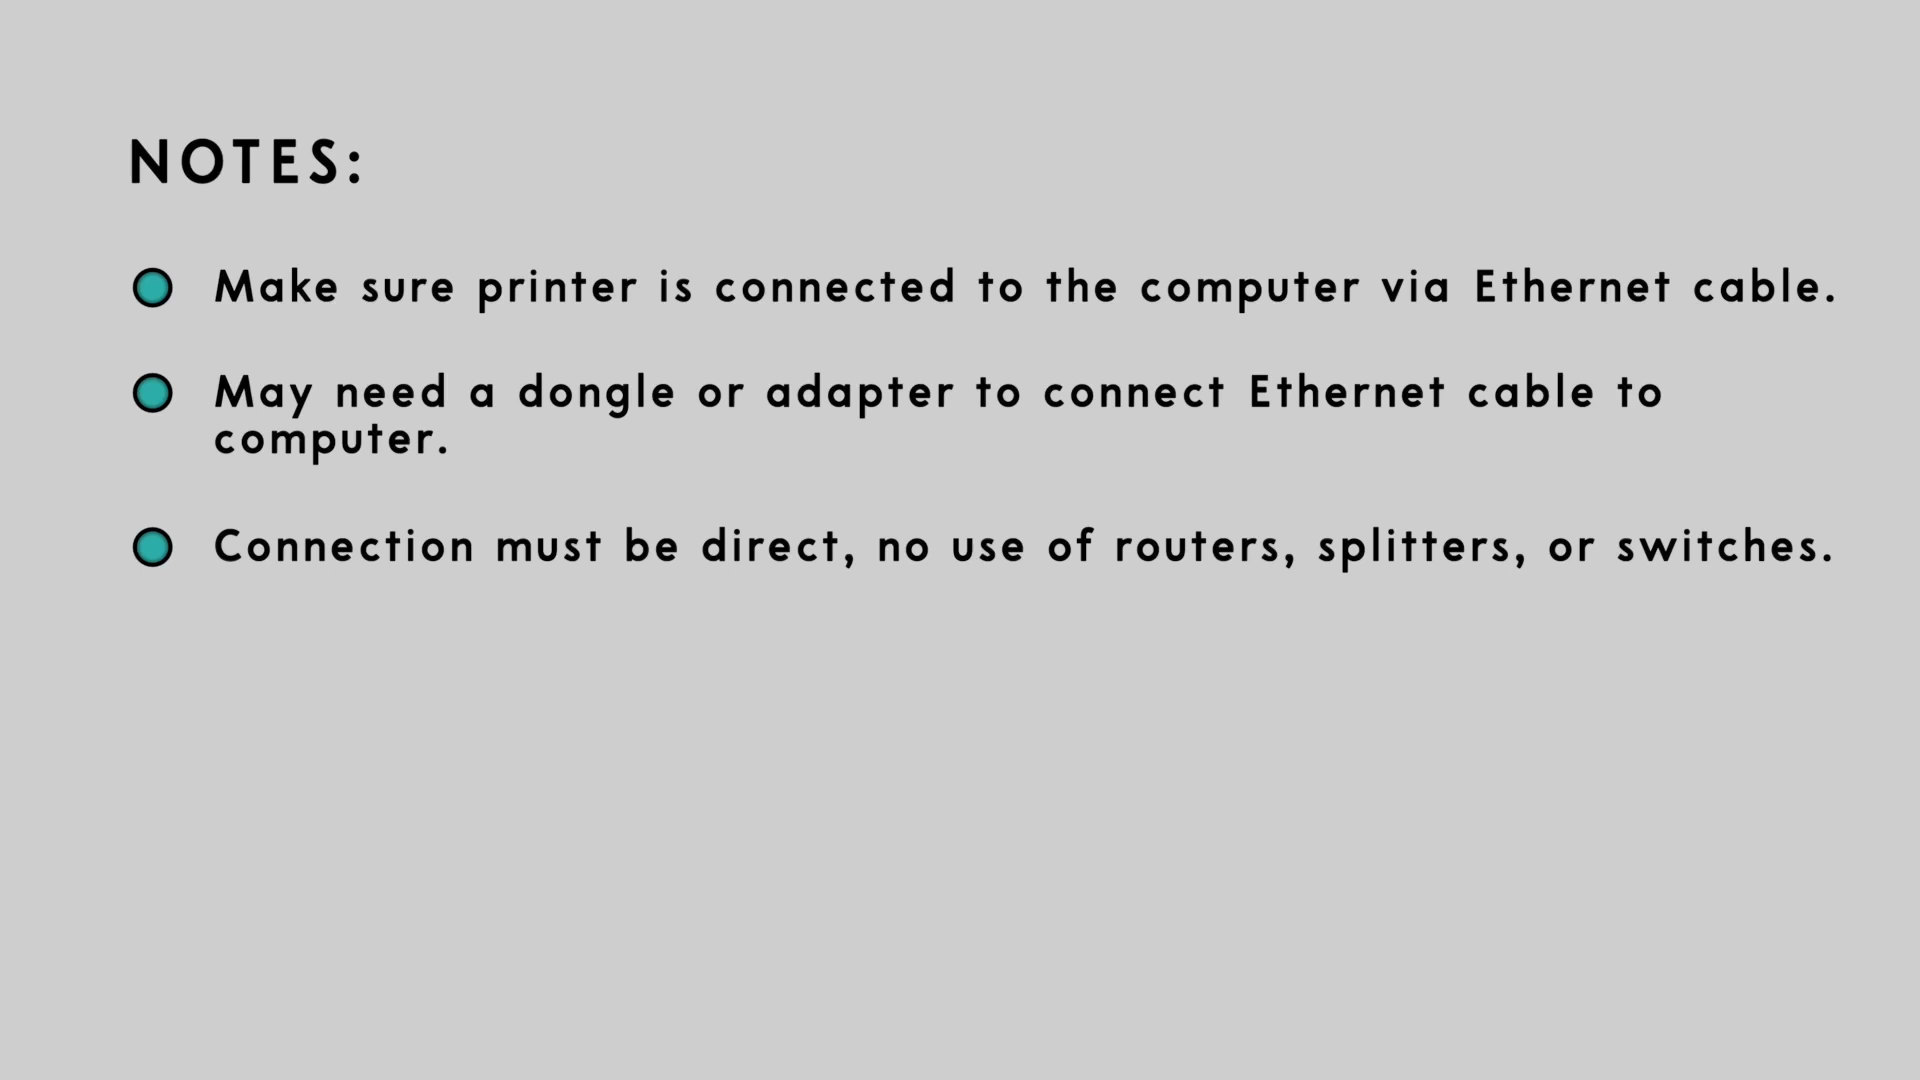 NOTES:
Make sure printer is connected to the computer via Ethernet cable.
May need a dongle or adapter to connect Ethernet cable to
computer.
Connection must be direct, no use of routers, splitters, or switches.